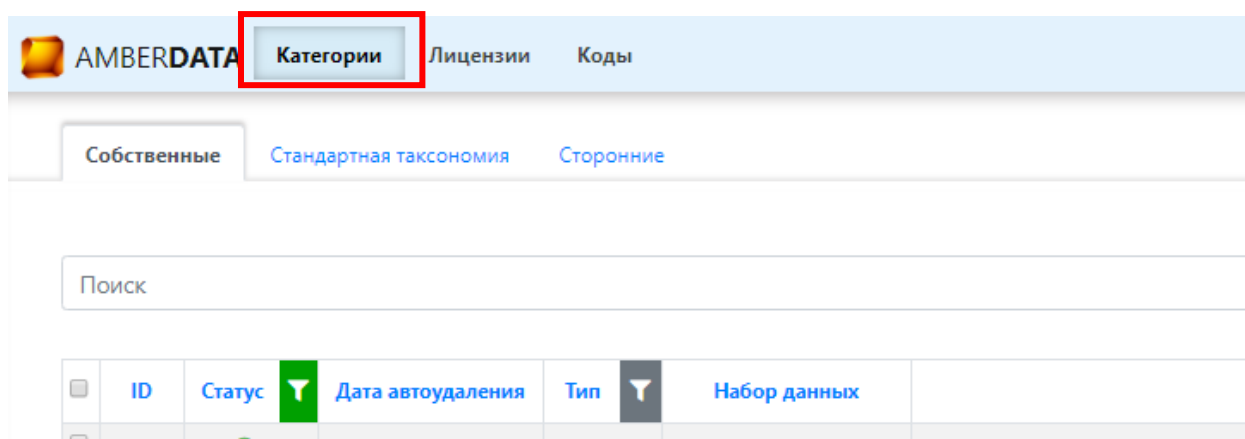 AMBERDATA Категории Лицензии Коды
Собственные Стандартная таксономия Сторонние
Поиск
ID Статус Дата автоудаления Тип Набор данных